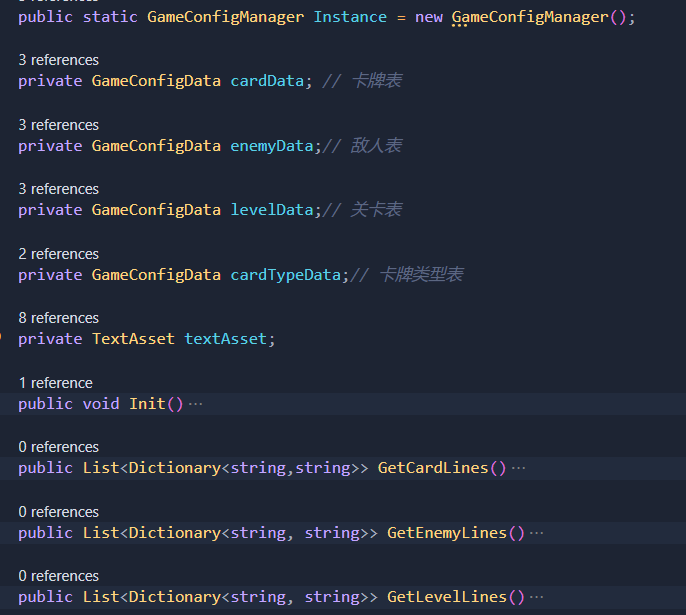 public static GameConfigManager Instance = new GameConfigManager();
3 references
private GameConfigData cardData; // 卡牌表
3 references
private GameConfigData enemyData;// 敌人表
3 references
private GameConfigData levelData;// 关卡表
2 references
private GameConfigData cardTypeData;// 卡牌类型表
8 references
private TextAsset textAsset;
1 reference
public void Init()···
0 references
public List<Dictionary<string,string>> GetCardLines()···
0 references
public List<Dictionary<string, string>> GetEnemyLines()···
0 references
public List<Dictionary<string, string>> GetLevelLines()···